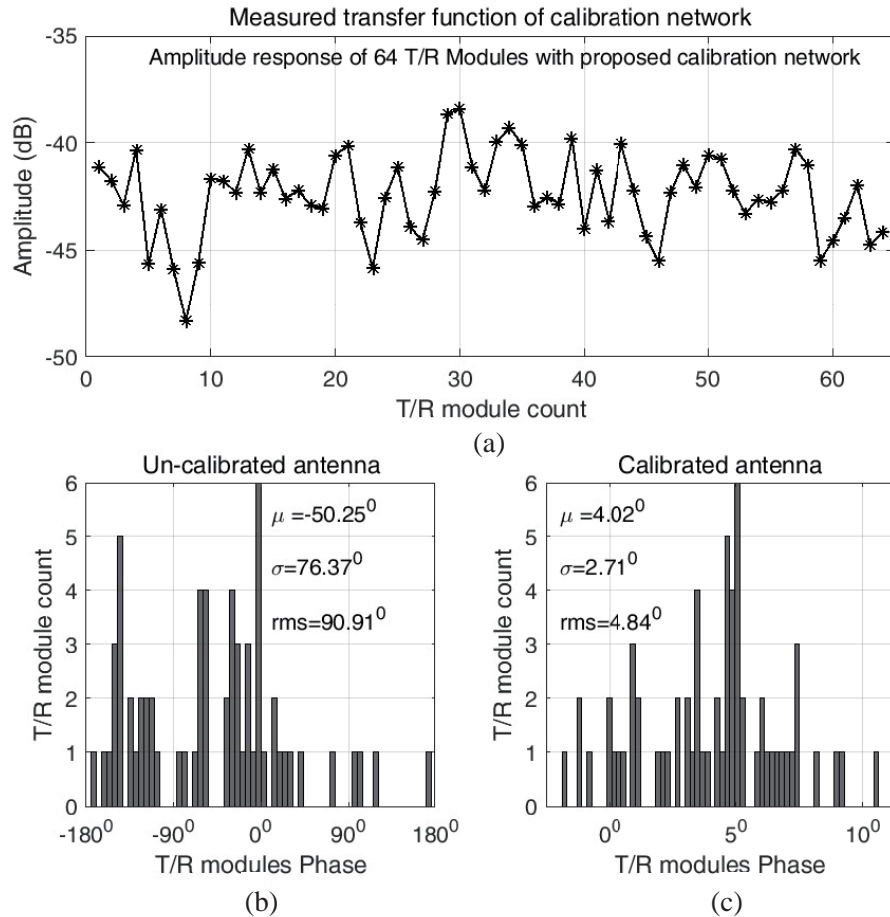 Measured transfer function of calibration network
-35
Amplitude response of 64 T/R Modules with proposed calibration network
-40
Amplitude (dB)
-45
-50
0 10 20 30 40 50 60
T/R module count
(a)
Un-calibrated antenna
6
μ =-50.25⁰
5
σ=76.37⁰
4
rms=90.91⁰
3
T/R module count
2
1
0
-180⁰ -90⁰ 0⁰ 90⁰ 180⁰
T/R modules Phase
(b)
Calibrated antenna
6
μ =4.02⁰
5
σ=2.71⁰
4
rms=4.84⁰
3
T/R module count
2
1
0
0⁰ 5⁰ 10⁰
T/R modules Phase
(c)